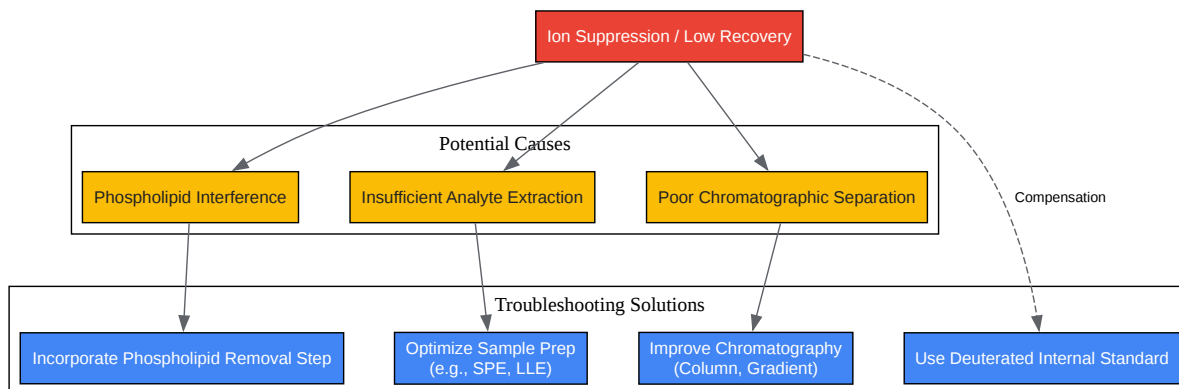 Ion Suppression / Low Recovery
Potential Causes
Phospholipid Interference
Insufficient Analyte Extraction
Poor Chromatographic Separation
Compensation
Troubleshooting Solutions
Incorporate Phospholipid Removal Step
Optimize Sample Prep
(e.g., SPE, LLE)
Improve Chromatography
(Column, Gradient)
Use Deuterated Internal Standard